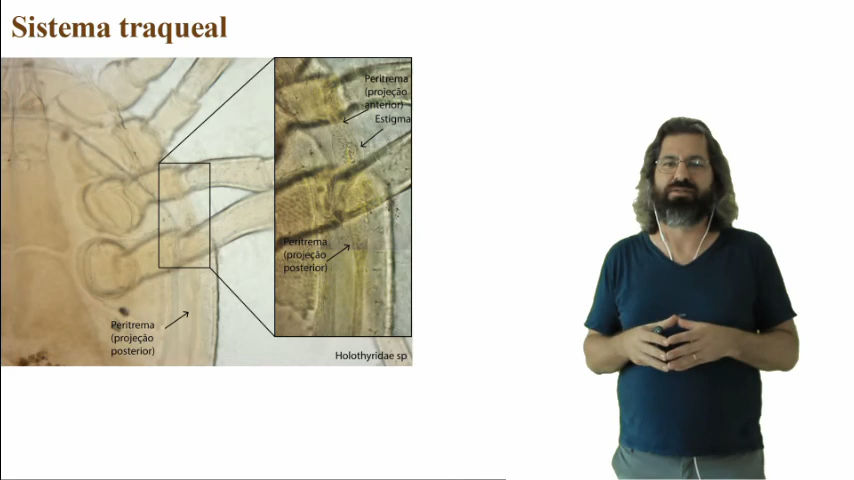 Sistema traqueal
Peritrema
(projeção
anterior)
Estigma
Peritrema
(projeção
posterior)
Peritrema
(projeção
posterior)
Holothyridae sp